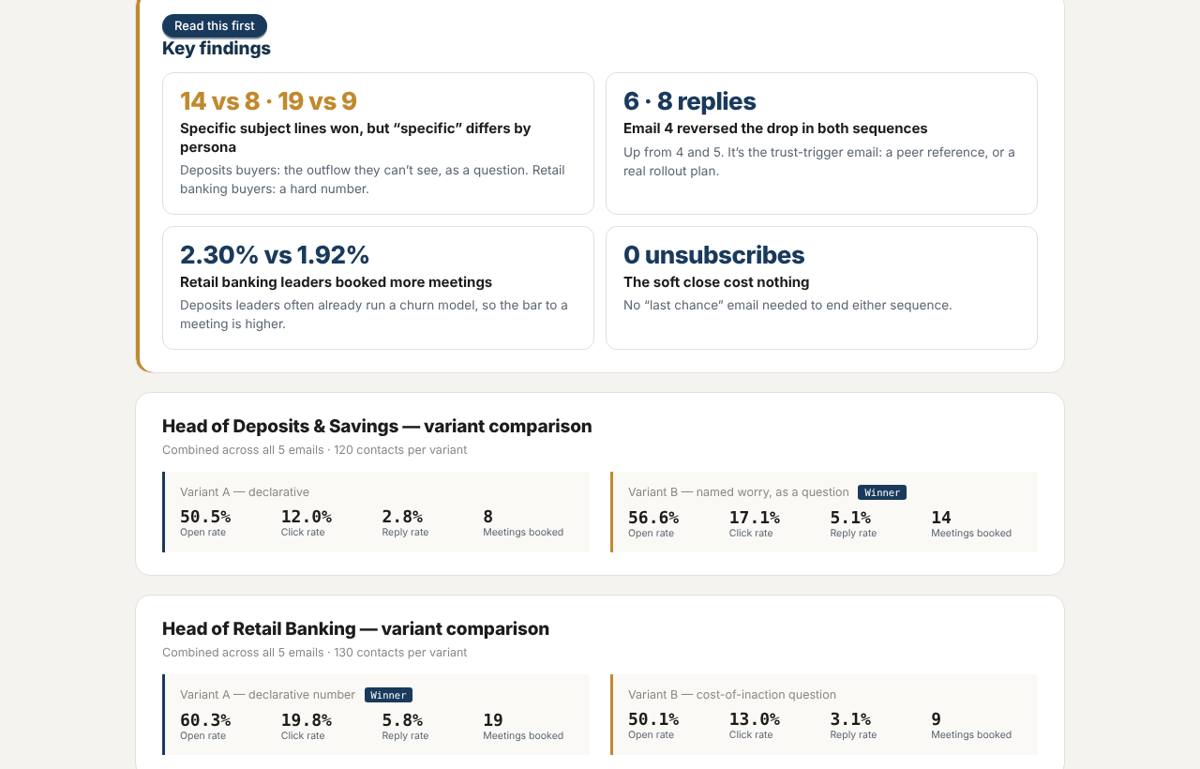 Read this first
Key findings
14 vs 8 · 19 vs 9
Specific subject lines won, but “specific” differs by
persona
Deposits buyers: the outflow they can’t see, as a question. Retail
banking buyers: a hard number.
6 · 8 replies
Email 4 reversed the drop in both sequences
Up from 4 and 5. It’s the trust-trigger email: a peer reference, or a
real rollout plan.
2.30% vs 1.92%
Retail banking leaders booked more meetings
Deposits leaders often already run a churn model, so the bar to a
meeting is higher.
0 unsubscribes
The soft close cost nothing
No “last chance” email needed to end either sequence.
Head of Deposits & Savings — variant comparison
Combined across all 5 emails · 120 contacts per variant
Variant A — declarative
50.5% 12.0% 2.8% 8
Open rate Click rate Reply rate Meetings booked
Variant B — named worry, as a question Winner
56.6% 17.1% 5.1% 14
Open rate Click rate Reply rate Meetings booked
Head of Retail Banking — variant comparison
Combined across all 5 emails · 130 contacts per variant
Variant A — declarative number Winner
60.3% 19.8% 5.8% 19
Open rate Click rate Reply rate Meetings booked
Variant B — cost-of-inaction question
50.1% 13.0% 3.1% 9
Open rate Click rate Reply rate Meetings booked